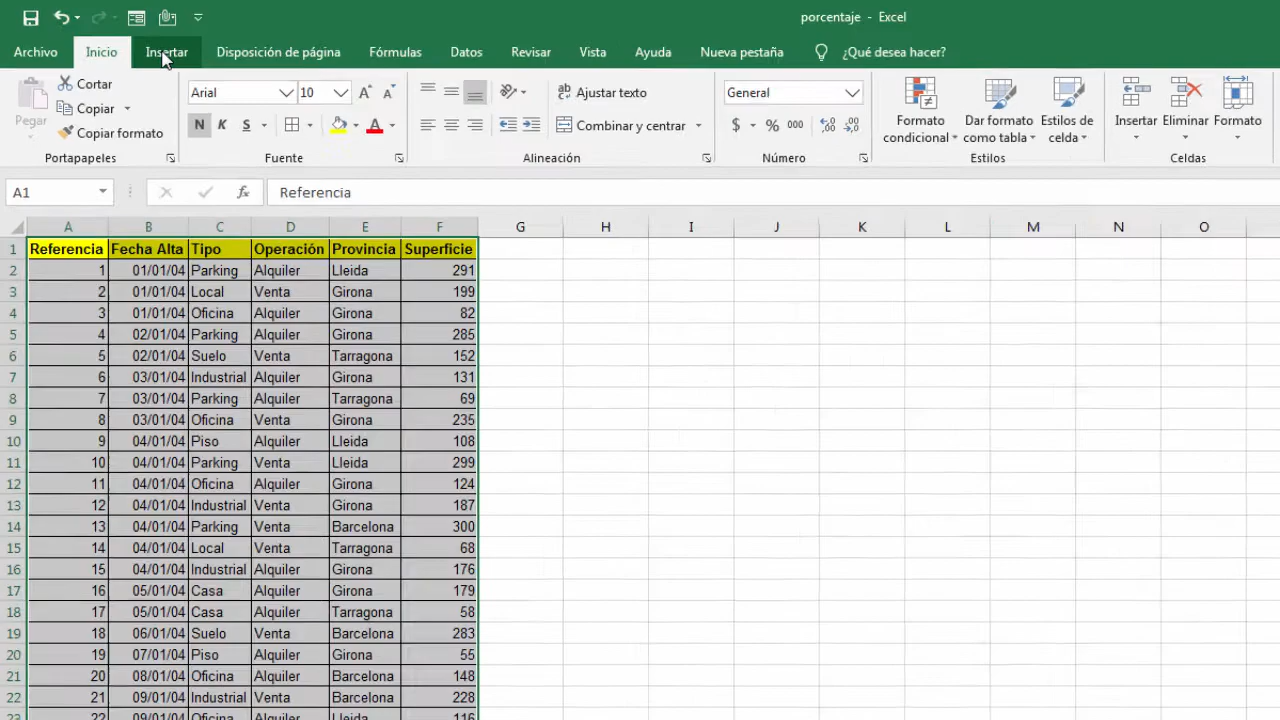 porcentaje - Excel
Archivo Inicio Insertar Disposición de página Fórmulas Datos Revisar Vista Ayuda Nueva pestaña ¿Qué desea hacer?
Pegar
Cortar
Copiar
Copiar formato
Portapapeles
Arial 10
N K S
Fuente
Ajustar texto
Combinar y centrar
Alineación
General
$ % 000
Número
Formato condicional
Dar formato como tabla
Estilos de celda
Estilos
Insertar Eliminar Formato
Celdas
A1 fx Referencia
A B C D E F G H I J K L M N O
1 Referencia Fecha Alta Tipo Operación Provincia Superficie
2 1 01/01/04 Parking Alquiler Lleida 291
3 2 01/01/04 Local Venta Girona 199
4 3 01/01/04 Oficina Alquiler Girona 82
5 4 02/01/04 Parking Alquiler Girona 285
6 5 02/01/04 Suelo Venta Tarragona 152
7 6 03/01/04 Industrial Alquiler Girona 131
8 7 03/01/04 Parking Alquiler Tarragona 69
9 8 03/01/04 Oficina Venta Girona 235
10 9 04/01/04 Piso Alquiler Lleida 108
11 10 04/01/04 Parking Venta Lleida 299
12 11 04/01/04 Oficina Alquiler Girona 124
13 12 04/01/04 Industrial Venta Girona 187
14 13 04/01/04 Parking Venta Barcelona 300
15 14 04/01/04 Local Venta Tarragona 68
16 15 04/01/04 Industrial Alquiler Girona 176
17 16 05/01/04 Casa Alquiler Girona 179
18 17 05/01/04 Casa Alquiler Tarragona 58
19 18 06/01/04 Suelo Venta Barcelona 283
20 19 07/01/04 Piso Alquiler Girona 55
21 20 08/01/04 Oficina Alquiler Barcelona 148
22 21 09/01/04 Industrial Venta Barcelona 228
23 22 09/01/04 Oficina Alquiler Lleida 116